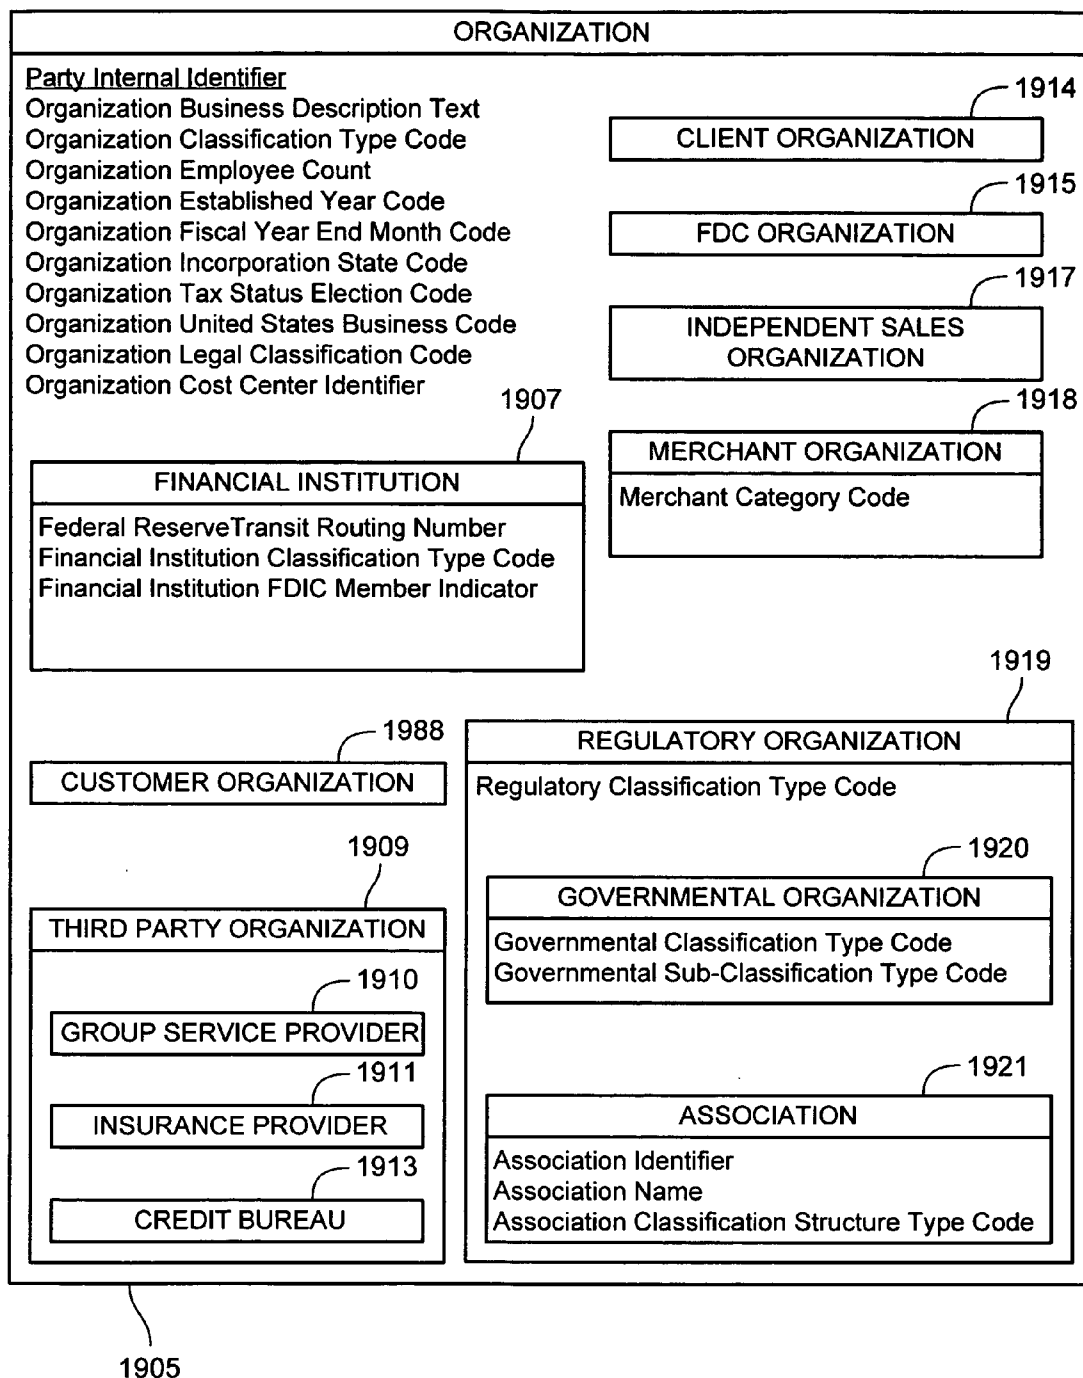 ORGANIZATION
Party Internal Identifier
Organization Business Description Text
Organization Classification Type Code
Organization Employee Count
Organization Established Year Code
Organization Fiscal Year End Month Code
Organization Incorporation State Code
Organization Tax Status Election Code
Organization United States Business Code
Organization Legal Classification Code
Organization Cost Center Identifier
1914
CLIENT ORGANIZATION
1915
FDC ORGANIZATION
1917
INDEPENDENT SALES
ORGANIZATION
1918
MERCHANT ORGANIZATION
Merchant Category Code
1907
FINANCIAL INSTITUTION
Federal ReserveTransit Routing Number
Financial Institution Classification Type Code
Financial Institution FDIC Member Indicator
1988
CUSTOMER ORGANIZATION
1909
THIRD PARTY ORGANIZATION
1910
GROUP SERVICE PROVIDER
1911
INSURANCE PROVIDER
1913
CREDIT BUREAU
1919
REGULATORY ORGANIZATION
Regulatory Classification Type Code
1920
GOVERNMENTAL ORGANIZATION
Governmental Classification Type Code
Governmental Sub-Classification Type Code
1921
ASSOCIATION
Association Identifier
Association Name
Association Classification Structure Type Code
1905